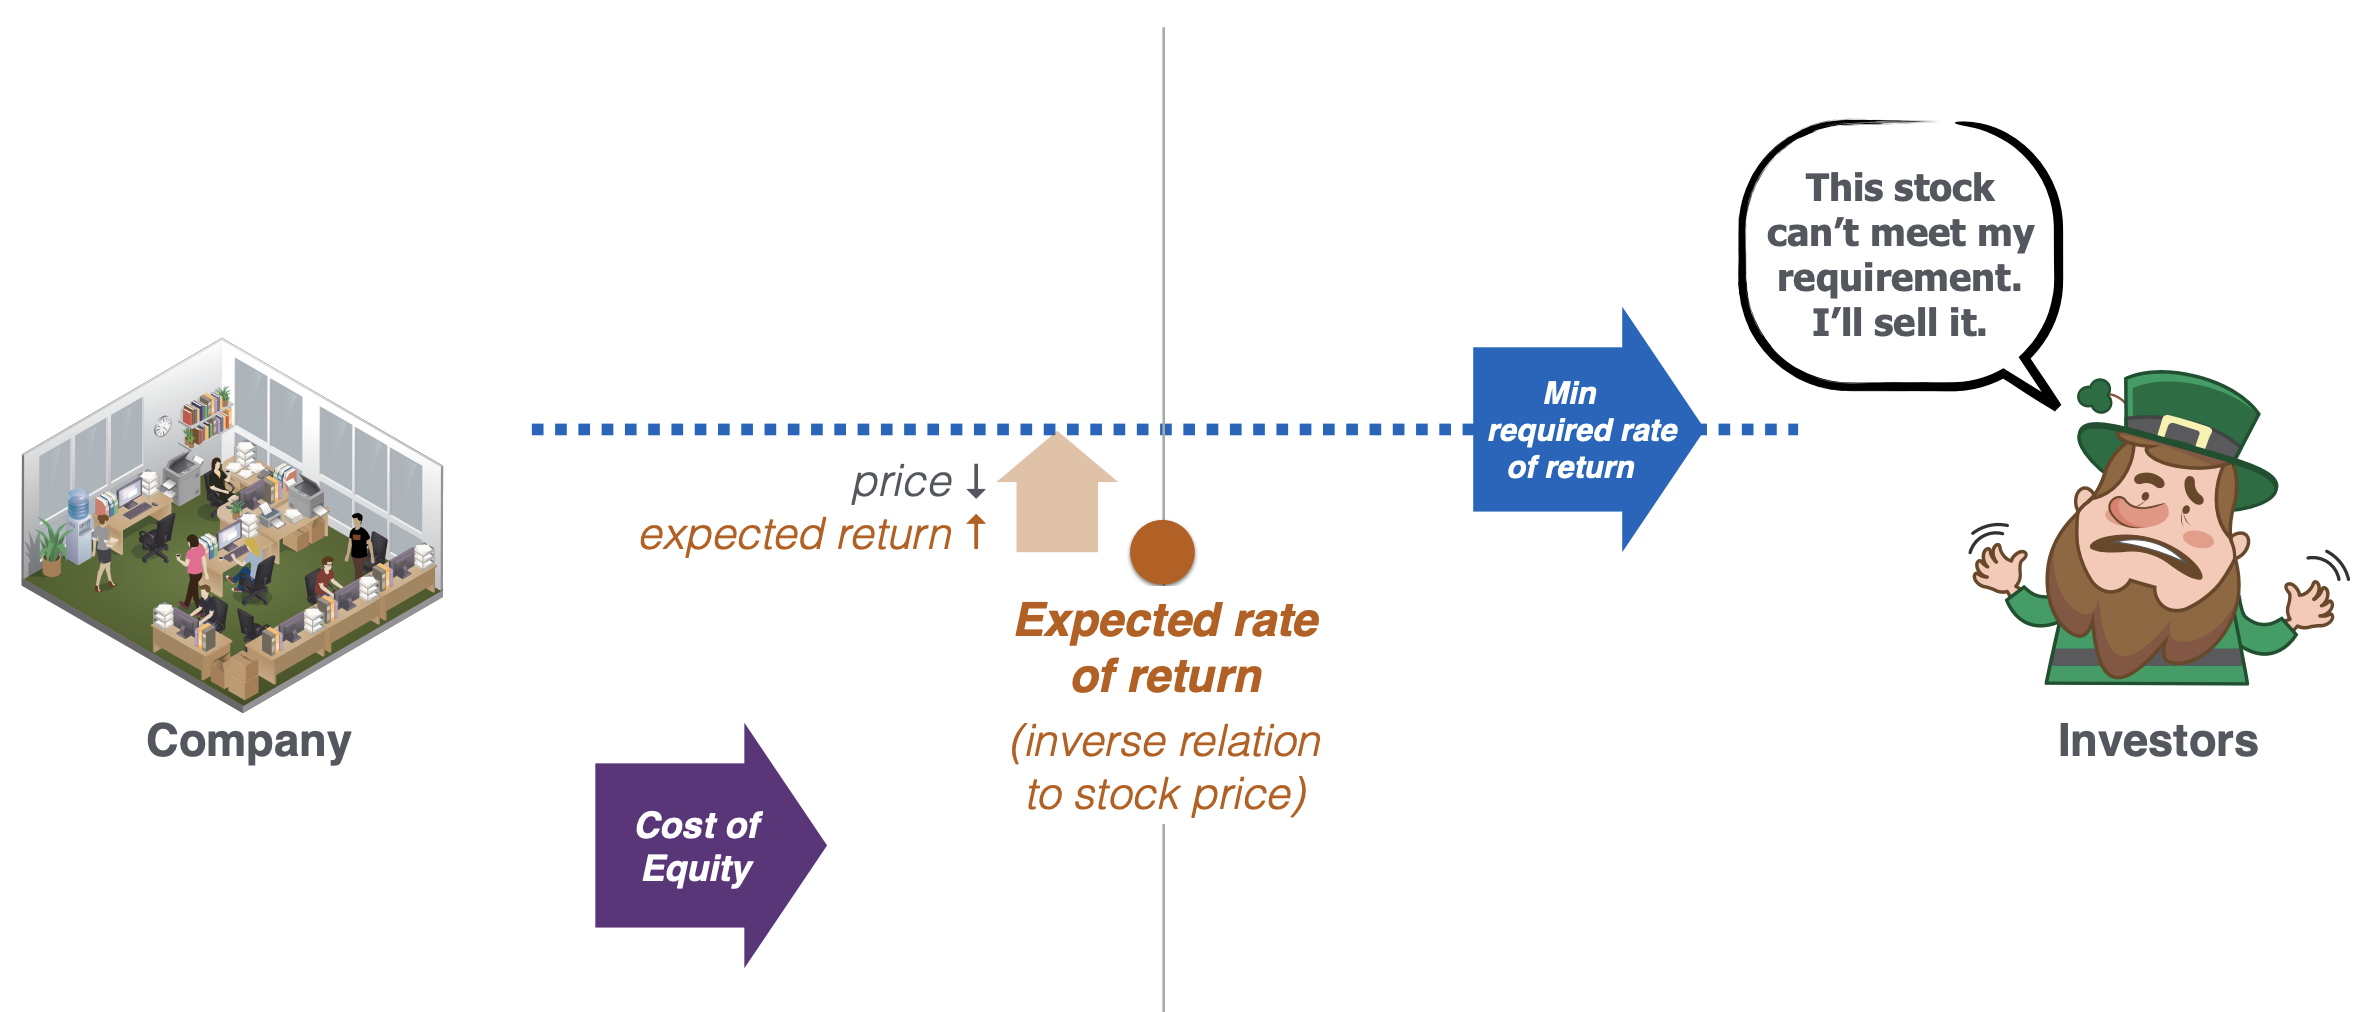 This stock
can’t meet my
requirement.
I’ll sell it.
Min
required rate
of return
price ↓
expected return ↑
Expected rate
of return
(inverse relation
to stock price)
Company
Investors
Cost of
Equity